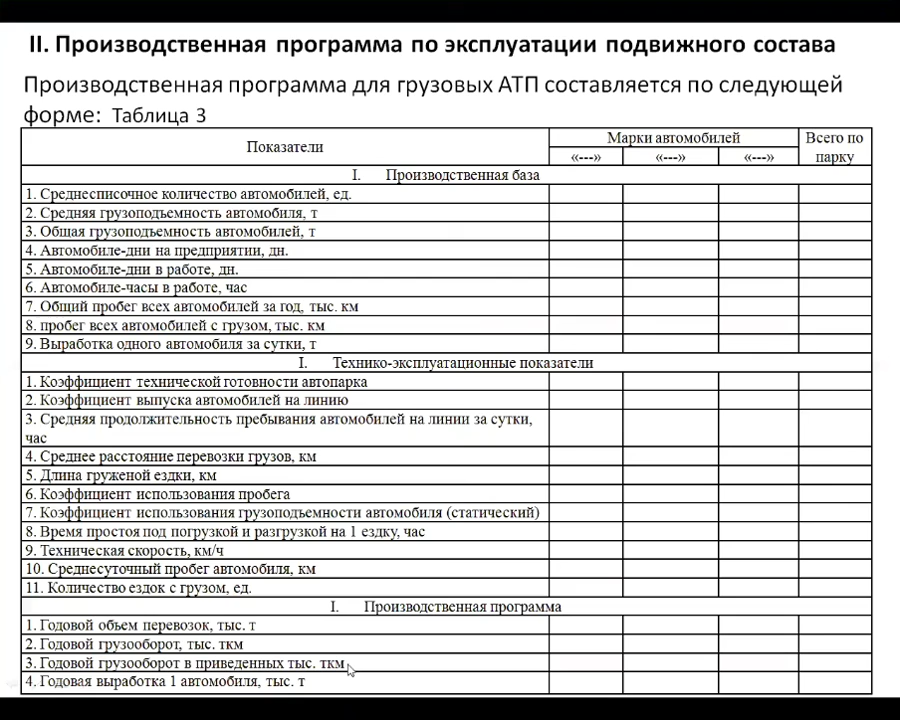 II. Производственная программа по эксплуатации подвижного состава
Производственная программа для грузовых АТП составляется по следующей
форме: Таблица 3
Показатели
Марки автомобилей
Всего по
парку
«---»
«---»
«---»
I. Производственная база
1. Среднесписочное количество автомобилей, ед.
2. Средняя грузоподъемность автомобиля, т
3. Общая грузоподъемность автомобилей, т
4. Автомобиле-дни на предприятии, дн.
5. Автомобиле-дни в работе, дн.
6. Автомобиле-часы в работе, час
7. Общий пробег всех автомобилей за год, тыс. км
8. пробег всех автомобилей с грузом, тыс. км
9. Выработка одного автомобиля за сутки, т
I. Технико-эксплуатационные показатели
1. Коэффициент технической готовности автопарка
2. Коэффициент выпуска автомобилей на линию
3. Средняя продолжительность пребывания автомобилей на линии за сутки,
час
4. Среднее расстояние перевозки грузов, км
5. Длина груженой ездки, км
6. Коэффициент использования пробега
7. Коэффициент использования грузоподъемности автомобиля (статический)
8. Время простоя под погрузкой и разгрузкой на 1 ездку, час
9. Техническая скорость, км/ч
10. Среднесуточный пробег автомобиля, км
11. Количество ездок с грузом, ед.
I. Производственная программа
1. Годовой объем перевозок, тыс. т
2. Годовой грузооборот, тыс. ткм
3. Годовой грузооборот в приведенных тыс. ткм
4. Годовая выработка 1 автомобиля, тыс. т